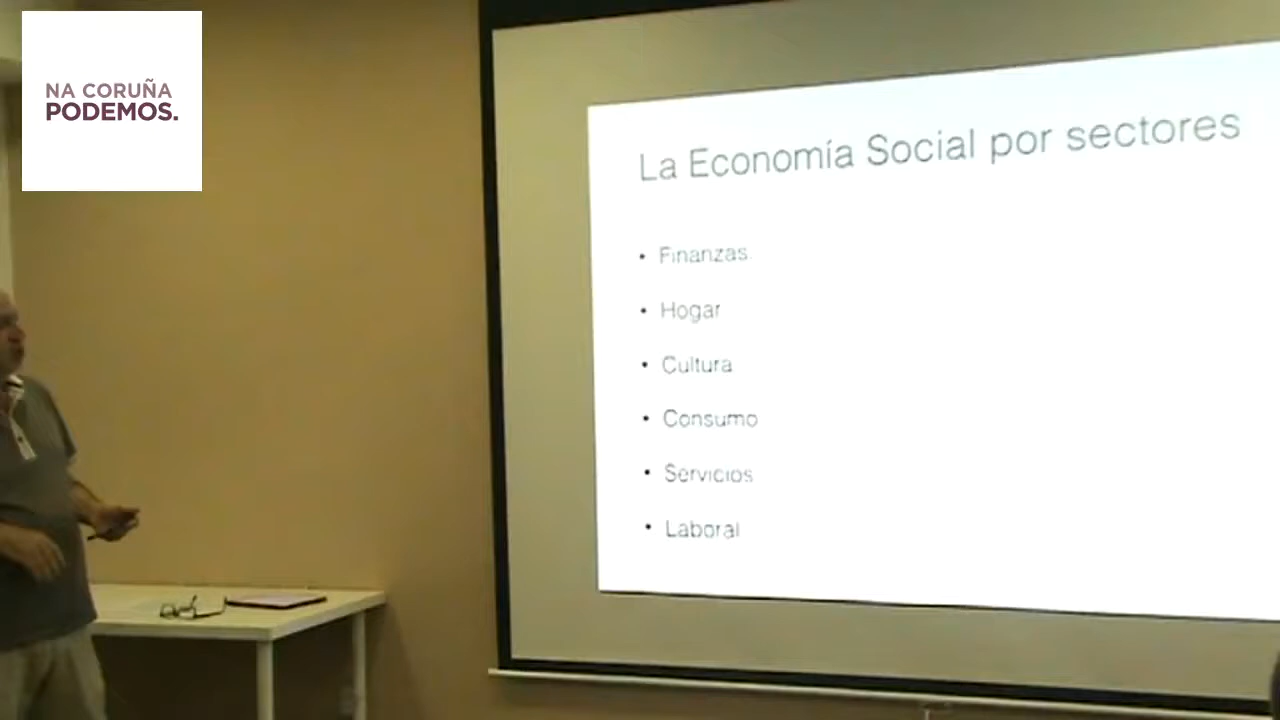 NA CORUÑA
PODEMOS.
La Economía Social por sectores
• Finanzas
• Hogar
• Cultura
• Consumo
• Servicios
• Laboral